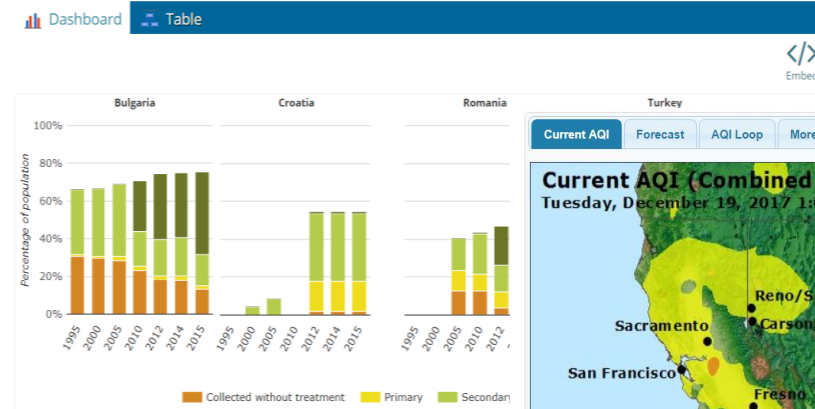 Dashboard Table
</>
Embed
Bulgaria Croatia Romania Turkey
100%
80%
60%
40%
20%
0%
Percentage of population
1995 2000 2005 2010 2012 2014 2015
1995 2000 2005 2010 2012 2014 2015
1995 2000 2005 2010 2012
Collected without treatment Primary Secondary
Current AQI Forecast AQI Loop More
Current AQI (Combined
Tuesday, December 19, 2017 1:
Reno/S
Sacramento Carson
San Francisco
Fresno